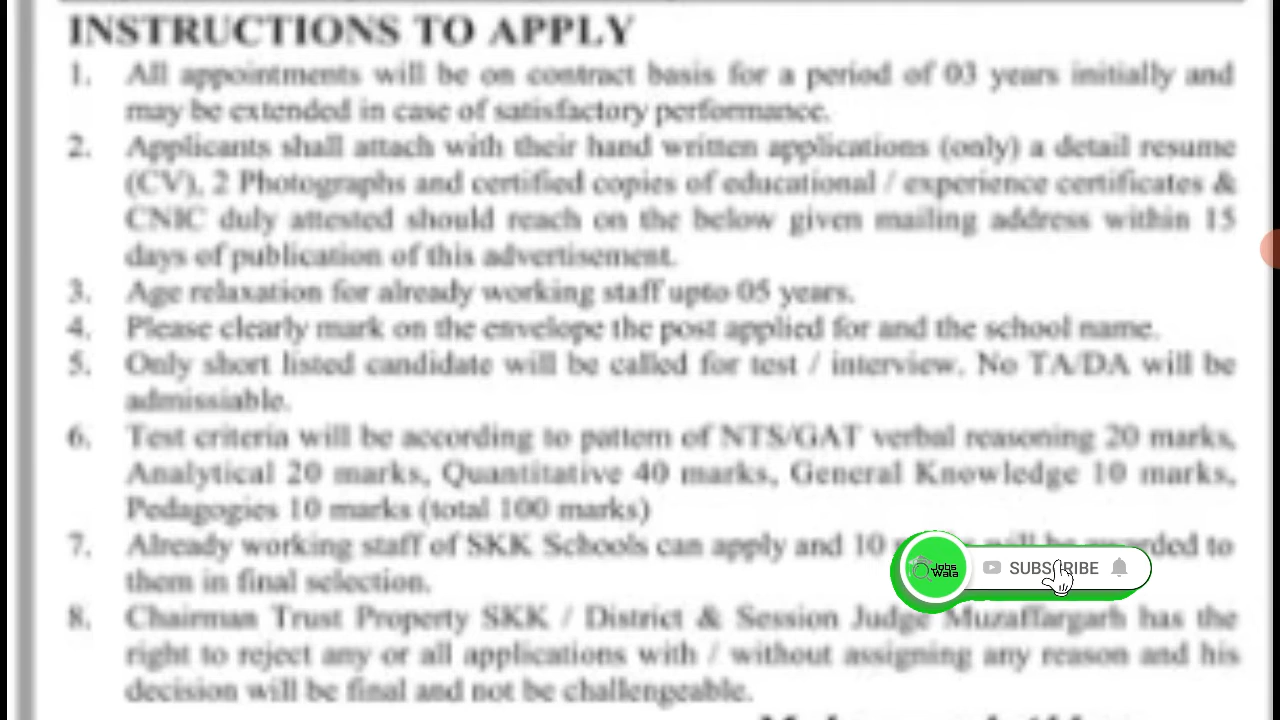 INSTRUCTIONS TO APPLY
1. All appointments will be on contract basis for a period of 03 years initially and
may be extended in case of satisfactory performance.
2. Applicants shall attach with their hand written applications (only) a detail resume
(CV), 2 Photographs and certified copies of educational / experience certificates &
CNIC duly attested should reach on the below given mailing address within 15
days of publication of this advertisement.
3. Age relaxation for already working staff upto 05 years.
4. Please clearly mark on the envelope the post applied for and the school name.
5. Only short listed candidate will be called for test / interview. No TA/DA will be
admissiable.
6. Test criteria will be according to pattern of NTS/GAT verbal reasoning 20 marks,
Analytical 20 marks, Quantitative 40 marks, General Knowledge 10 marks,
Pedagogies 10 marks (total 100 marks)
7. Already working staff of SKK Schools can apply and 10 will be to
them in final selection.
Jobs
Wala
SUBSCRIBE
8. Chairman Trust Property SKK / District & Session Judge Muzaffargarh has the
right to reject any or all applications with / without assigning any reason and his
decision will be final and not be challengeable.